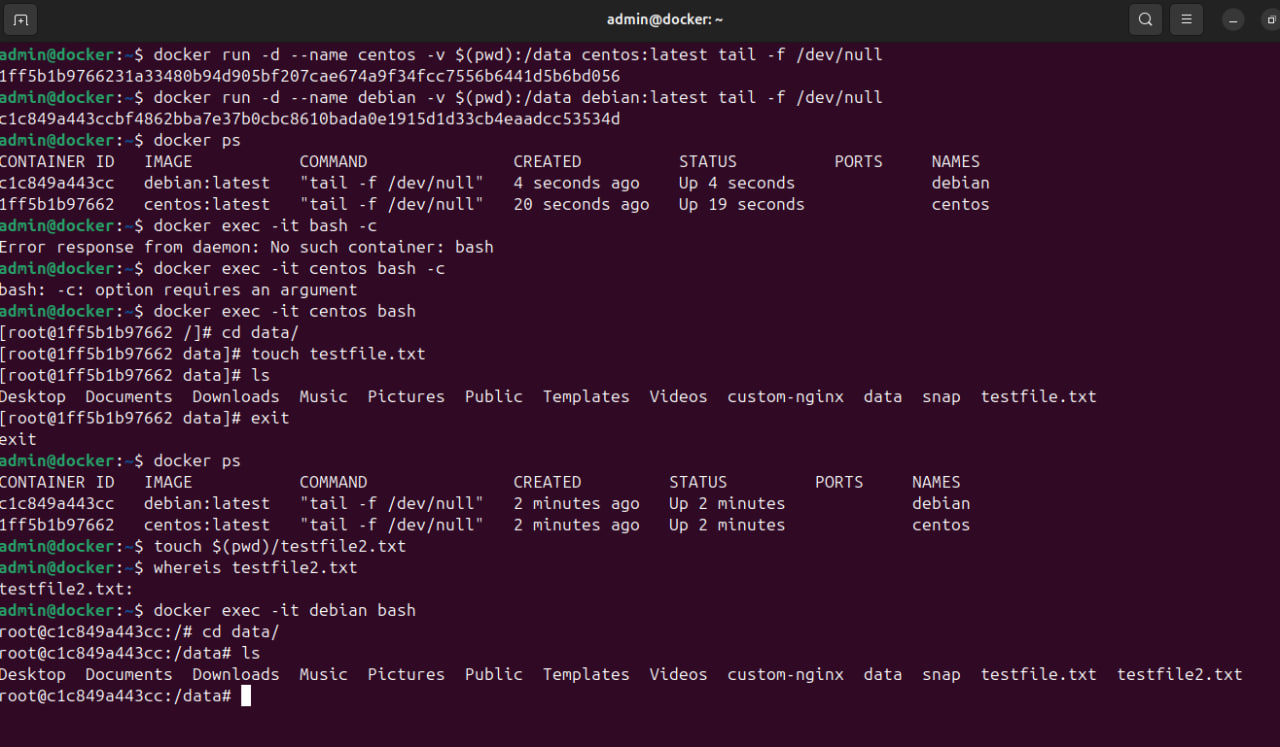 admin@docker: ~
admin@docker:~$ docker run -d --name centos -v $(pwd):/data centos:latest tail -f /dev/null
1ff5b1b9766231a33480b94d905bf207cae674a9f34fcc7556b6441d5b6bd056
admin@docker:~$ docker run -d --name debian -v $(pwd):/data debian:latest tail -f /dev/null
c1c849a443ccbf4862bba7e37b0cbc8610bada0e1915d1d33cb4eaadcc53534d
admin@docker:~$ docker ps
CONTAINER ID   IMAGE           COMMAND               CREATED          STATUS          PORTS     NAMES
c1c849a443cc   debian:latest   "tail -f /dev/null"   4 seconds ago    Up 4 seconds              debian
1ff5b1b97662   centos:latest   "tail -f /dev/null"   20 seconds ago   Up 19 seconds             centos
admin@docker:~$ docker exec -it bash -c
Error response from daemon: No such container: bash
admin@docker:~$ docker exec -it centos bash -c
bash: -c: option requires an argument
admin@docker:~$ docker exec -it centos bash
[root@1ff5b1b97662 /]# cd data/
[root@1ff5b1b97662 data]# touch testfile.txt
[root@1ff5b1b97662 data]# ls
Desktop  Documents  Downloads  Music  Pictures  Public  Templates  Videos  custom-nginx  data  snap  testfile.txt
[root@1ff5b1b97662 data]# exit
exit
admin@docker:~$ docker ps
CONTAINER ID   IMAGE           COMMAND               CREATED         STATUS         PORTS     NAMES
c1c849a443cc   debian:latest   "tail -f /dev/null"   2 minutes ago   Up 2 minutes             debian
1ff5b1b97662   centos:latest   "tail -f /dev/null"   2 minutes ago   Up 2 minutes             centos
admin@docker:~$ touch $(pwd)/testfile2.txt
admin@docker:~$ whereis testfile2.txt
testfile2.txt:
admin@docker:~$ docker exec -it debian bash
root@c1c849a443cc:/# cd data/
root@c1c849a443cc:/data# ls
Desktop  Documents  Downloads  Music  Pictures  Public  Templates  Videos  custom-nginx  data  snap  testfile.txt  testfile2.txt
root@c1c849a443cc:/data#